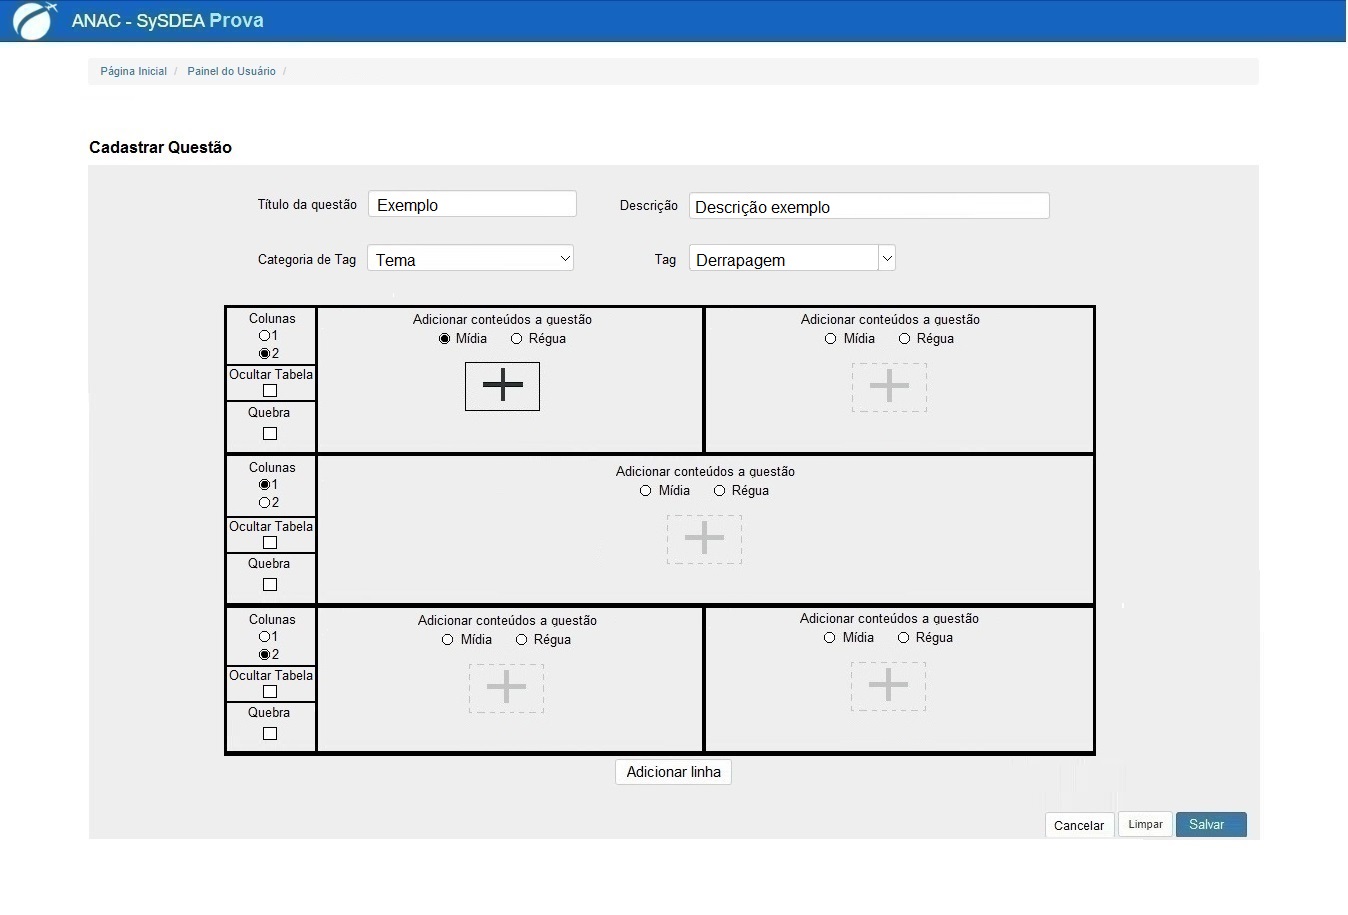 ANAC - SySDEA Prova
Página Inicial / Painel do Usuário /
Cadastrar Questão
Título da questão Exemplo Descrição Descrição exemplo
Categoria de Tag Tema Tag Derrapagem
Colunas
1
2
Ocultar Tabela
Quebra
Adicionar conteúdos a questão
Mídia Régua
Adicionar conteúdos a questão
Mídia Régua
Colunas
1
2
Ocultar Tabela
Quebra
Adicionar conteúdos a questão
Mídia Régua
Colunas
1
2
Ocultar Tabela
Quebra
Adicionar conteúdos a questão
Mídia Régua
Adicionar conteúdos a questão
Mídia Régua
Adicionar linha
Cancelar Limpar Salvar